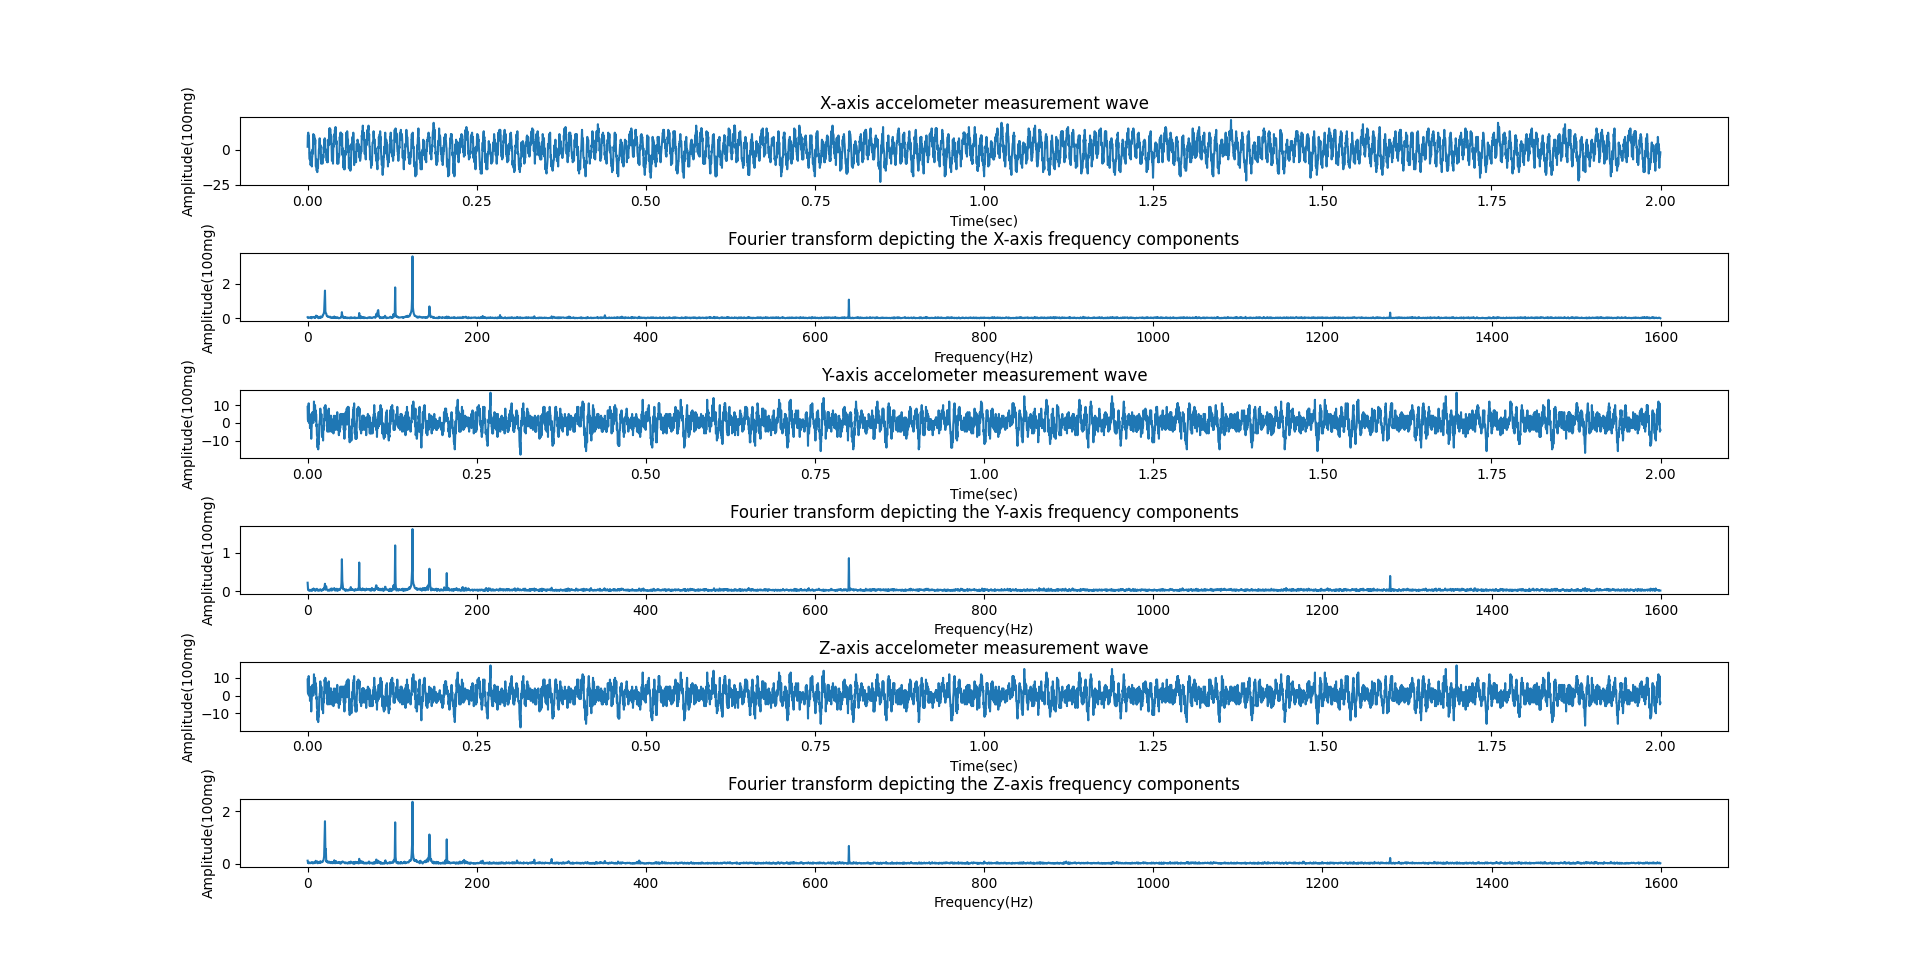 X-axis accelometer measurement wave
Amplitude(100mg)
0
−25
0.00 0.25 0.50 0.75 1.00 1.25 1.50 1.75 2.00
Time(sec)
Fourier transform depicting the X-axis frequency components
Amplitude(100mg)
2
0
0 200 400 600 800 1000 1200 1400 1600
Frequency(Hz)
Y-axis accelometer measurement wave
Amplitude(100mg)
10
0
−10
0.00 0.25 0.50 0.75 1.00 1.25 1.50 1.75 2.00
Time(sec)
Fourier transform depicting the Y-axis frequency components
Amplitude(100mg)
1
0
0 200 400 600 800 1000 1200 1400 1600
Frequency(Hz)
Z-axis accelometer measurement wave
Amplitude(100mg)
10
0
−10
0.00 0.25 0.50 0.75 1.00 1.25 1.50 1.75 2.00
Time(sec)
Fourier transform depicting the Z-axis frequency components
Amplitude(100mg)
2
0
0 200 400 600 800 1000 1200 1400 1600
Frequency(Hz)